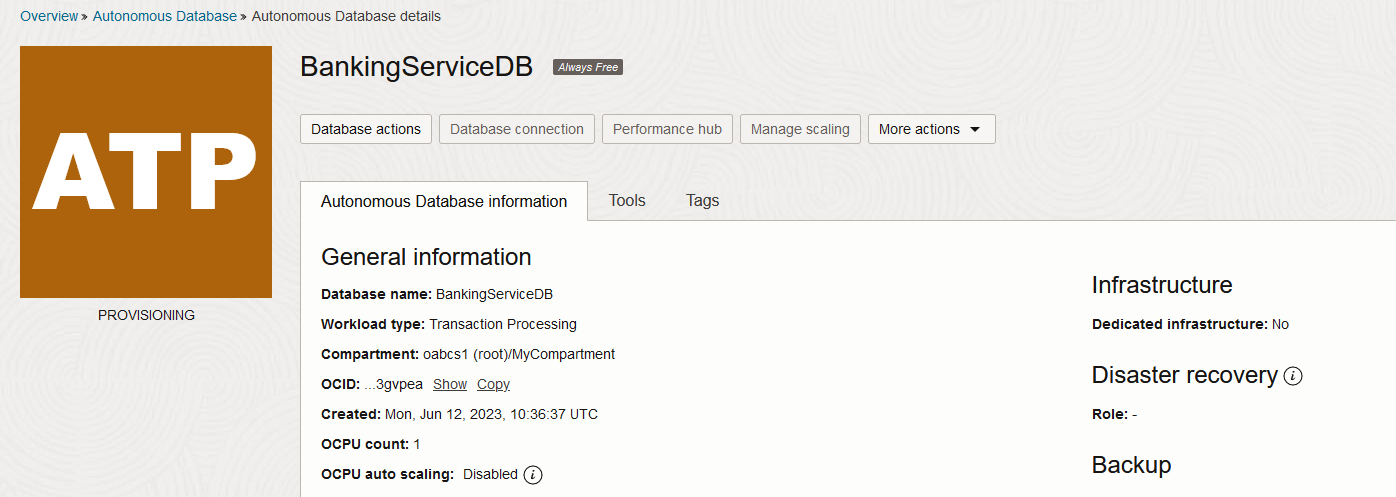 Overview » Autonomous Database » Autonomous Database details
ATP
PROVISIONING
BankingServiceDB Always Free
Database actions Database connection Performance hub Manage scaling More actions
Autonomous Database information Tools Tags
General information
Database name: BankingServiceDB
Workload type: Transaction Processing
Compartment: oabcs1 (root)/MyCompartment
OCID: ...3gvpea Show Copy
Created: Mon, Jun 12, 2023, 10:36:37 UTC
OCPU count: 1
OCPU auto scaling: Disabled i
Infrastructure
Dedicated infrastructure: No
Disaster recovery i
Role: -
Backup